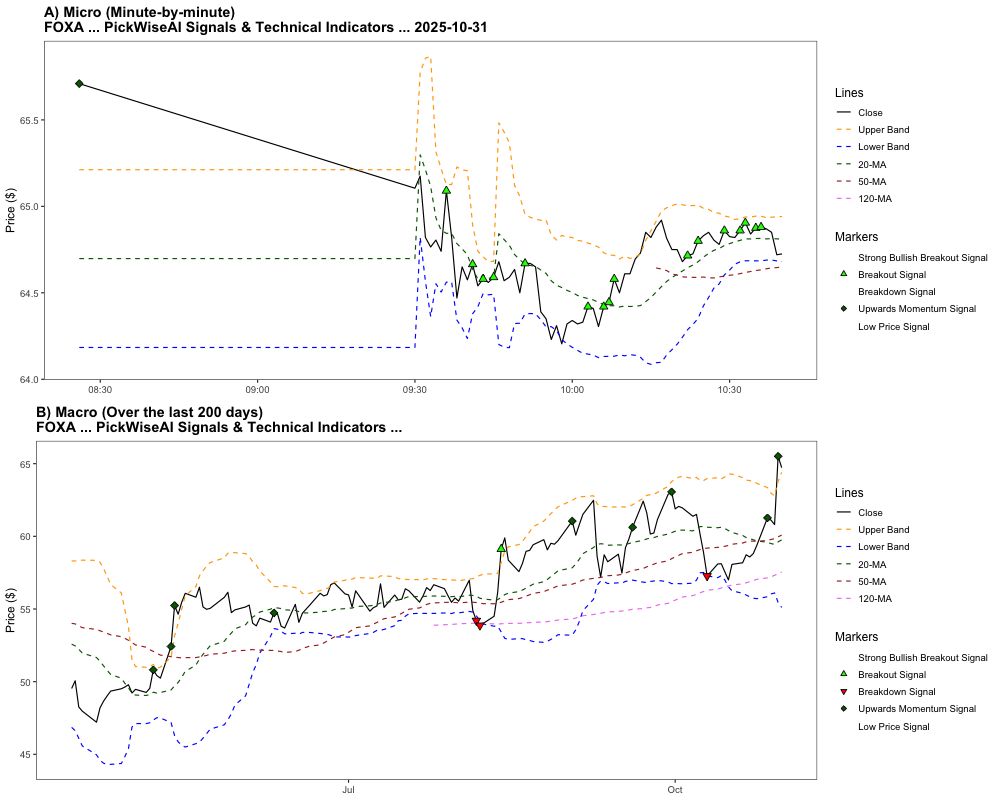 A) Micro (Minute-by-minute)
FOXA ... PickWiseAI Signals & Technical Indicators ... 2025-10-31
Price ($)
65.5
65.0
64.5
64.0
08:30
09:00
09:30
10:00
10:30
Lines
Close
Upper Band
Lower Band
20-MA
50-MA
120-MA
Markers
Strong Bullish Breakout Signal
Breakout Signal
Breakdown Signal
Upwards Momentum Signal
Low Price Signal
B) Macro (Over the last 200 days)
FOXA ... PickWiseAI Signals & Technical Indicators ...
Price ($)
65
60
55
50
45
Jul
Oct
Lines
Close
Upper Band
Lower Band
20-MA
50-MA
120-MA
Markers
Strong Bullish Breakout Signal
Breakout Signal
Breakdown Signal
Upwards Momentum Signal
Low Price Signal